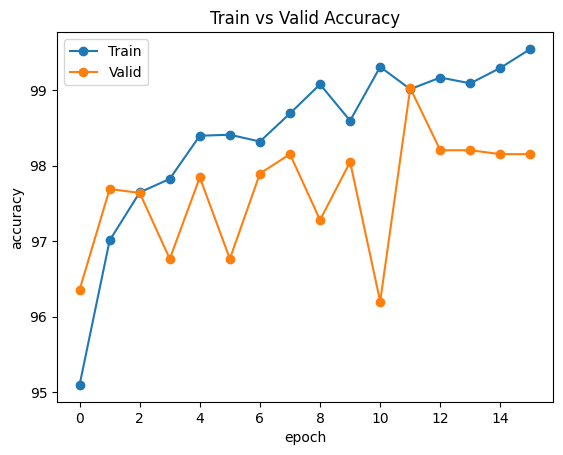 Train vs Valid Accuracy
Train
Valid
99
98
97
96
95
accuracy
0 2 4 6 8 10 12 14
epoch